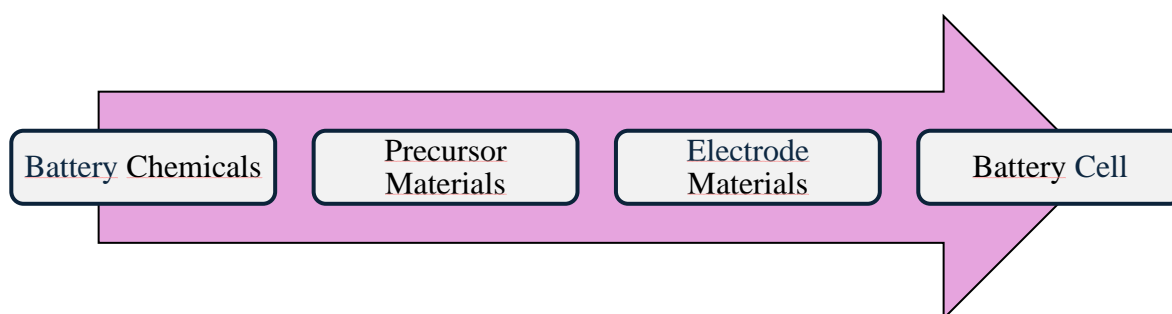 Battery Chemicals
Precursor
Materials
Electrode
Materials
Battery Cell